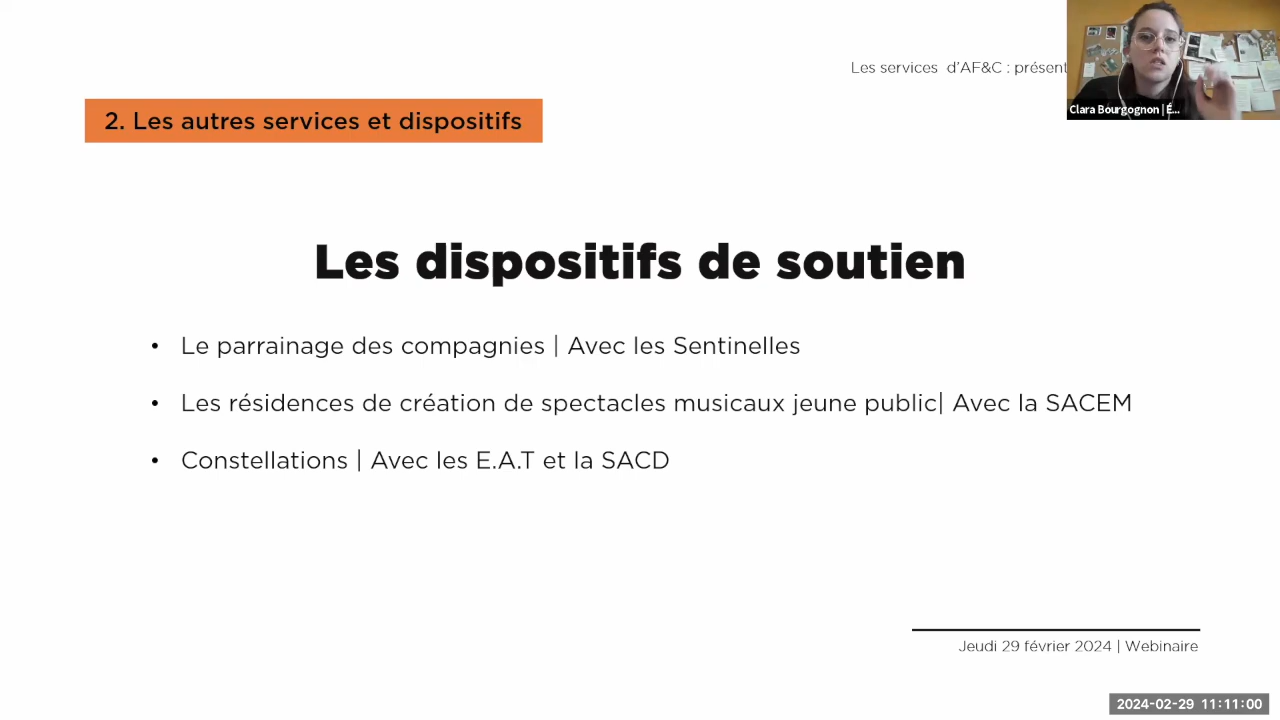 Les services d'AF&C : présent
Clara Bourgognon | É...
2. Les autres services et dispositifs
Les dispositifs de soutien
• Le parrainage des compagnies | Avec les Sentinelles
• Les résidences de création de spectacles musicaux jeune public| Avec la SACEM
• Constellations | Avec les E.A.T et la SACD
Jeudi 29 février 2024 | Webinaire
2024-02-29 11:11:00